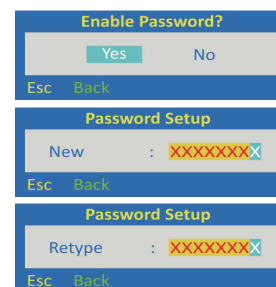 Enable Password?
Yes No
Esc Back
Password Setup
New : XXXXXXXX
Esc Back
Password Setup
Retype : XXXXXXXX
Esc Back